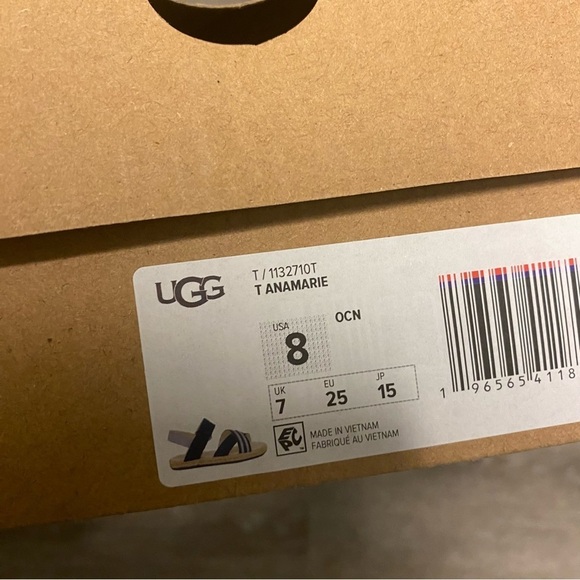 UGG
T / 1132710T
T ANAMARIE
USA
8
OCN
UK EU JP
7 25 15
EPC
MADE IN VIETNAM
FABRIQUÉ AU VIETNAM
1 96565 4118